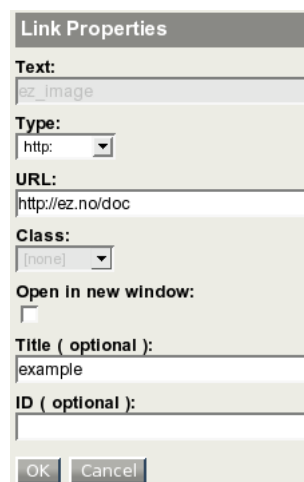 Link Properties
Text:
ez_image
Type:
http:
URL:
http://ez.no/doc
Class:
[none]
Open in new window:
Title ( optional ):
example
ID ( optional ):
OK Cancel